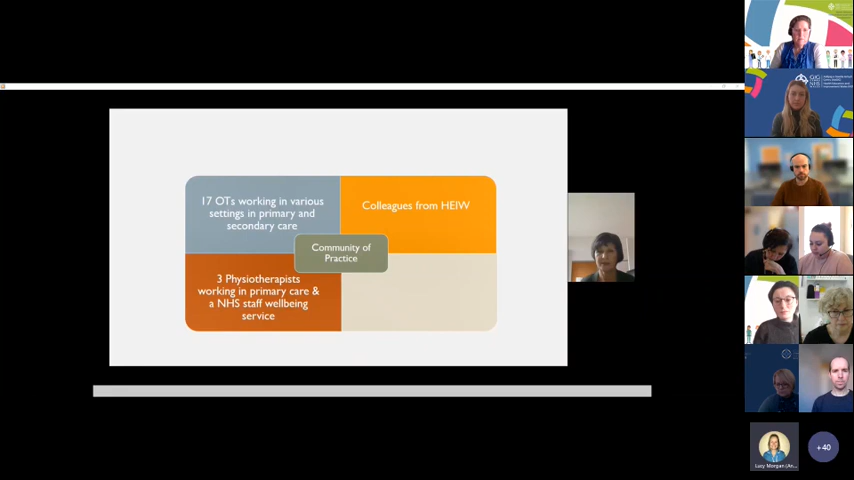 17 OTs working in various
settings in primary and
secondary care
Colleagues from HEIW
Community of
Practice
3 Physiotherapists
working in primary care &
a NHS staff wellbeing
service
Lucy Morgan (An...
+40